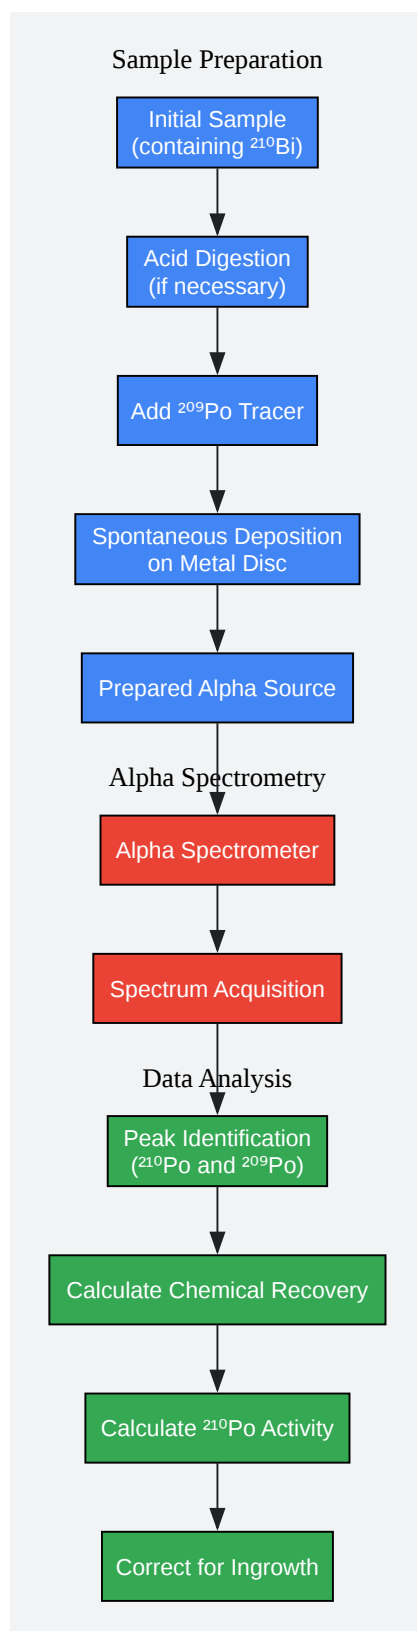 Sample Preparation
Initial Sample
(containing ²¹⁰Bi)
Acid Digestion
(if necessary)
Add ²⁰⁹Po Tracer
Spontaneous Deposition
on Metal Disc
Prepared Alpha Source
Alpha Spectrometry
Alpha Spectrometer
Spectrum Acquisition
Data Analysis
Peak Identification
(²¹⁰Po and ²⁰⁹Po)
Calculate Chemical Recovery
Calculate ²¹⁰Po Activity
Correct for Ingrowth